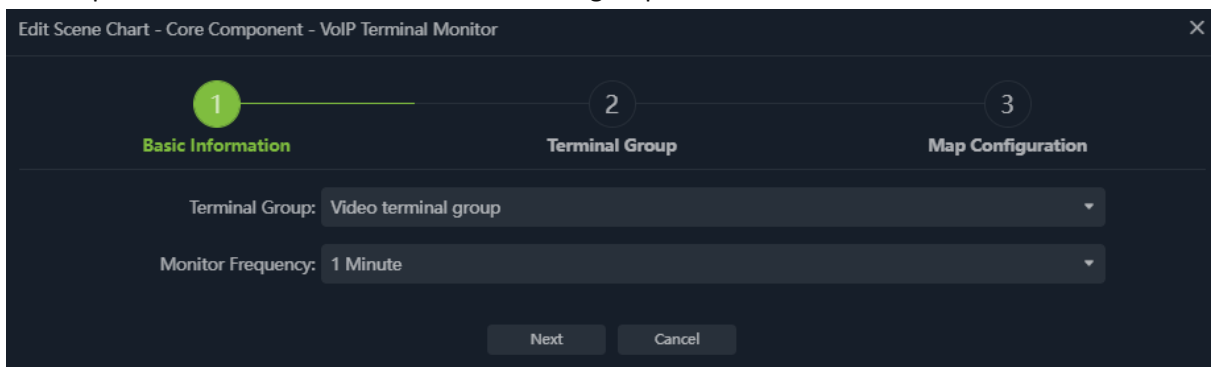 Edit Scene Chart - Core Component - VoIP Terminal Monitor
1
2
3
Basic Information
Terminal Group
Map Configuration
Terminal Group: Video terminal group
Monitor Frequency: 1 Minute
Next
Cancel